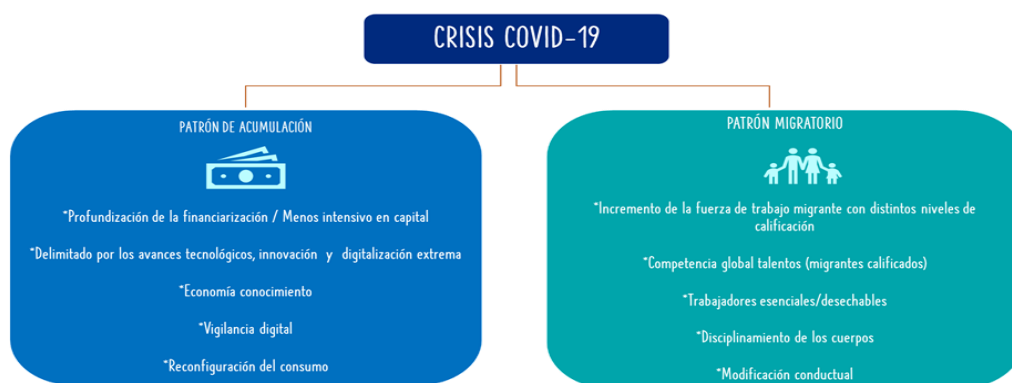 CRISIS COVID-19
PATRÓN DE ACUMULACIÓN
*Profundización de la financiarización / Menos intensivo en capital
*Delimitado por los avances tecnológicos, innovación y digitalización extrema
*Economía conocimiento
*Vigilancia digital
*Reconfiguración del consumo
PATRÓN MIGRATORIO
*Incremento de la fuerza de trabajo migrante con distintos niveles de
calificación
*Competencia global talentos (migrantes calificados)
*Trabajadores esenciales/desechables
*Disciplinamiento de los cuerpos
*Modificación conductual